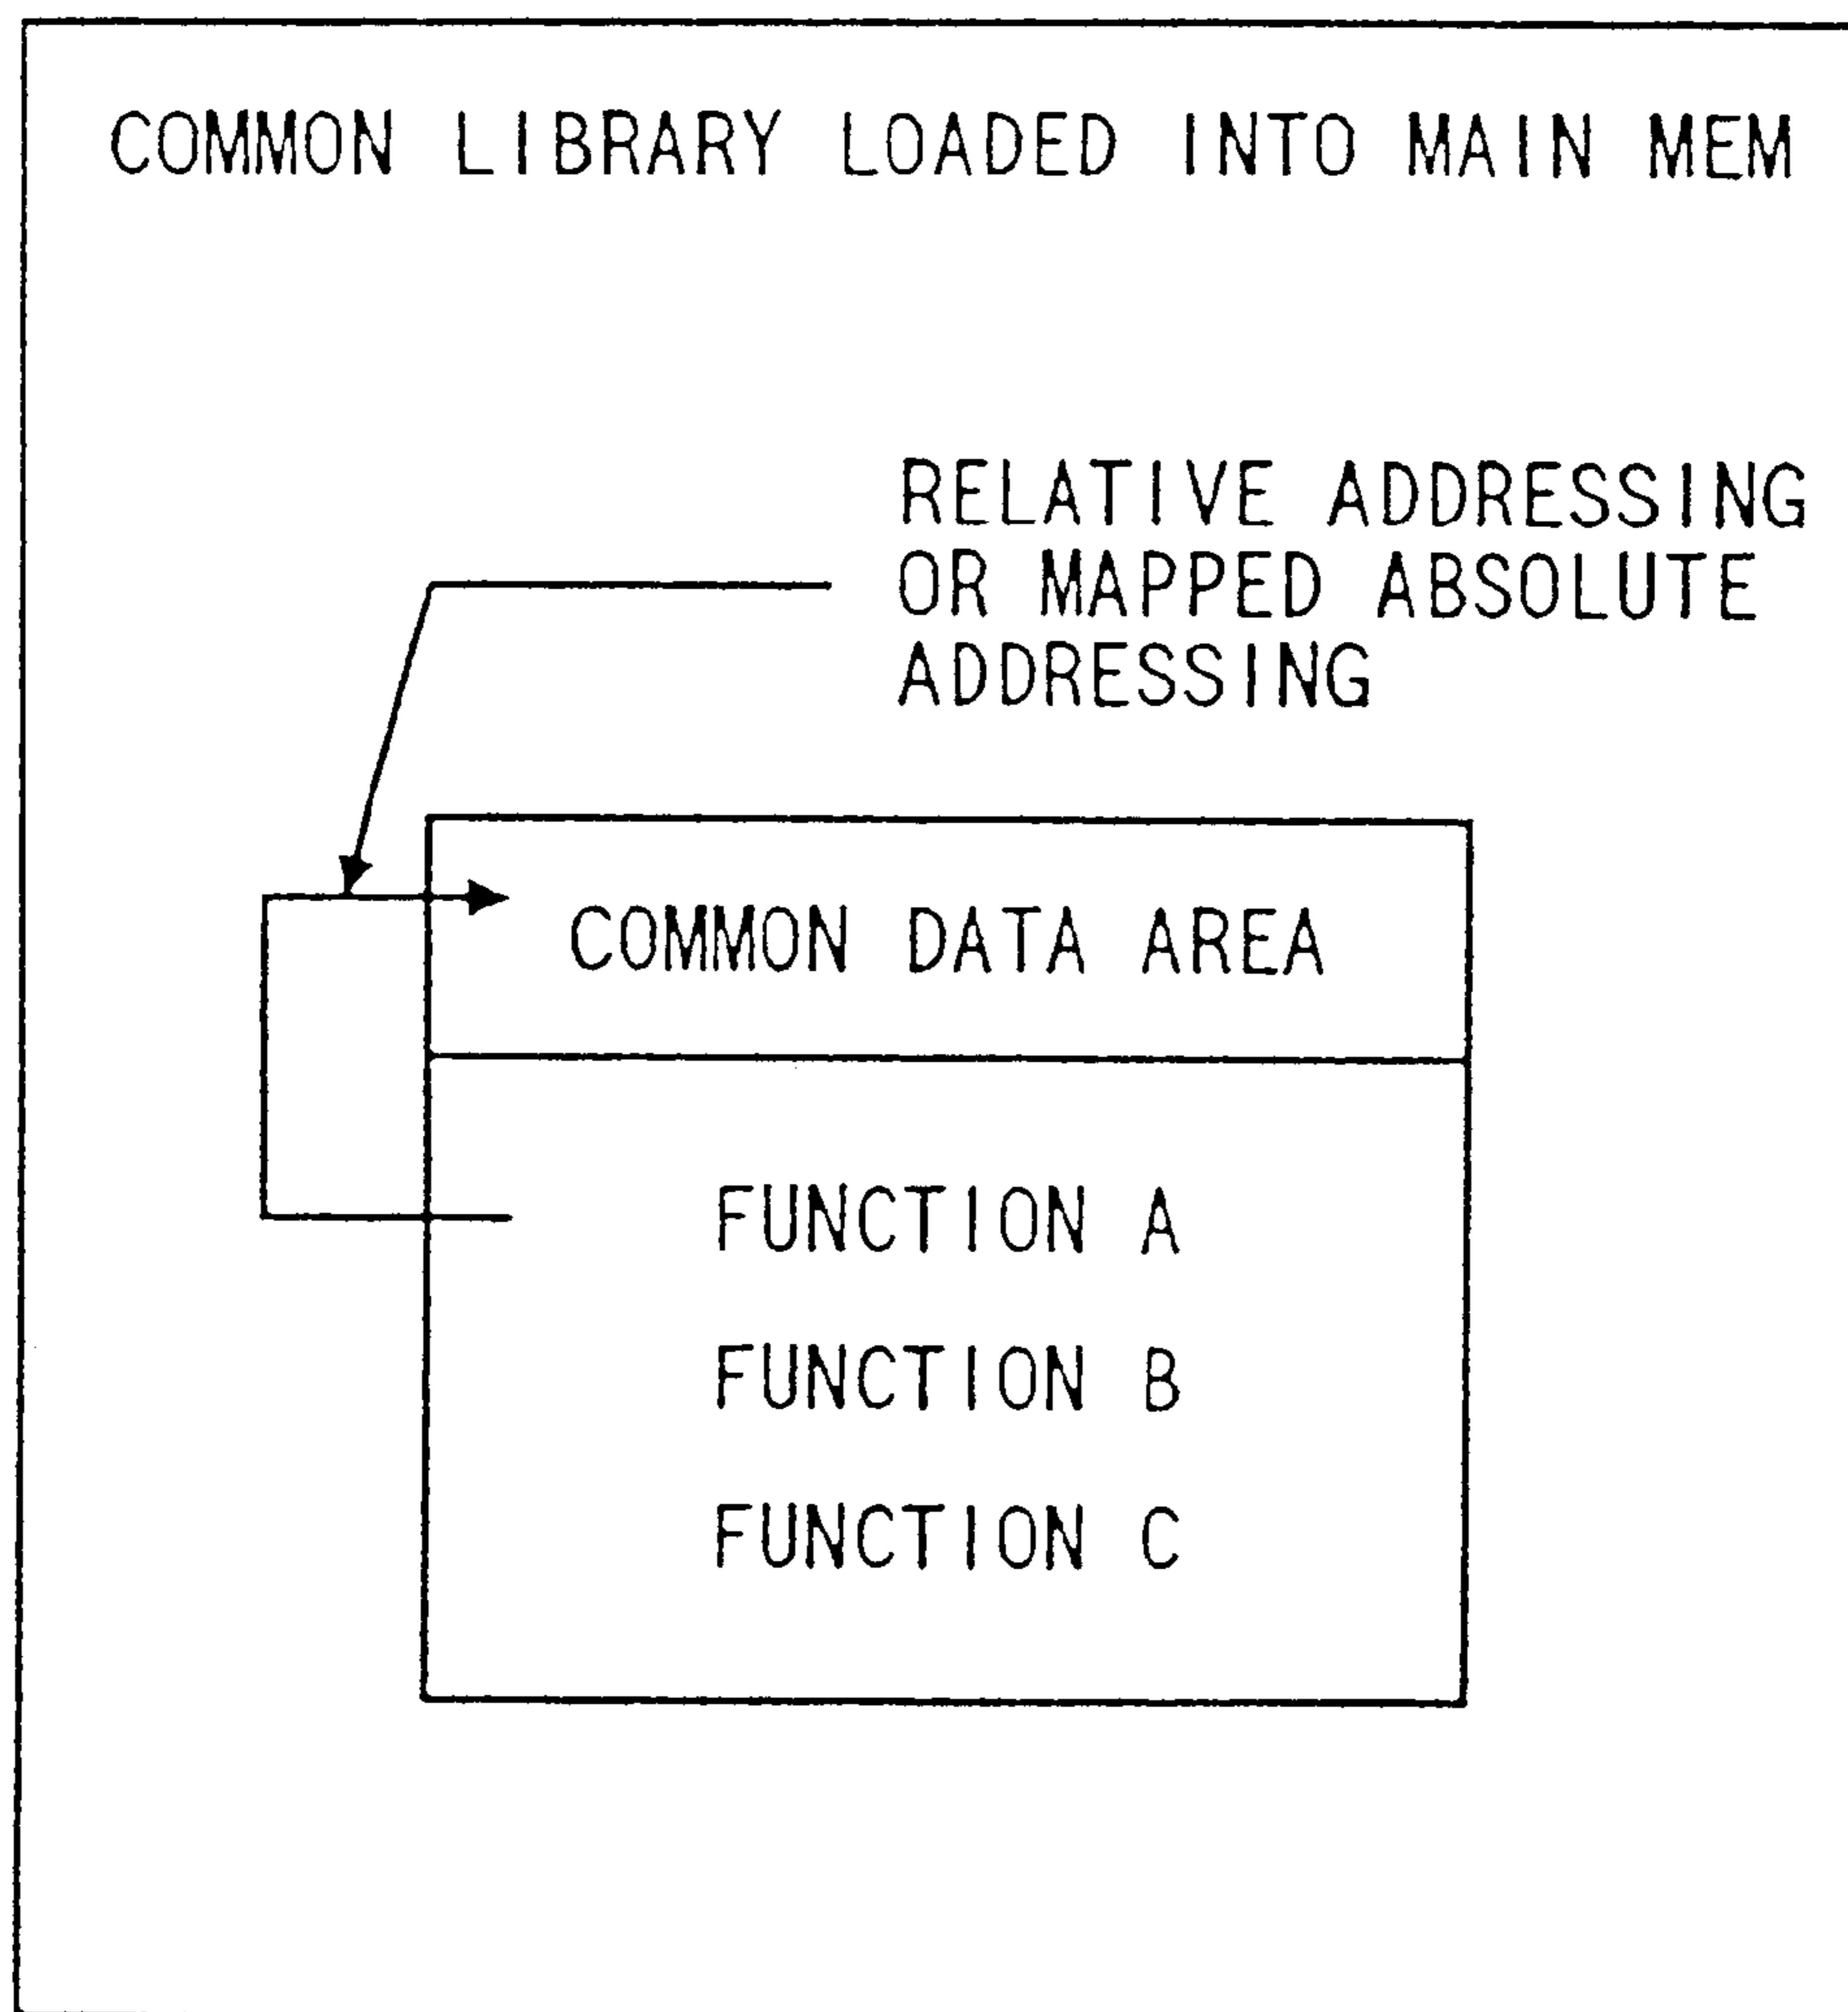 COMMON LIBRARY LOADED INTO MAIN MEM
RELATIVE ADDRESSING
OR MAPPED ABSOLUTE
ADDRESSING
COMMON DATA AREA
FUNCTION A
FUNCTION B
FUNCTION C